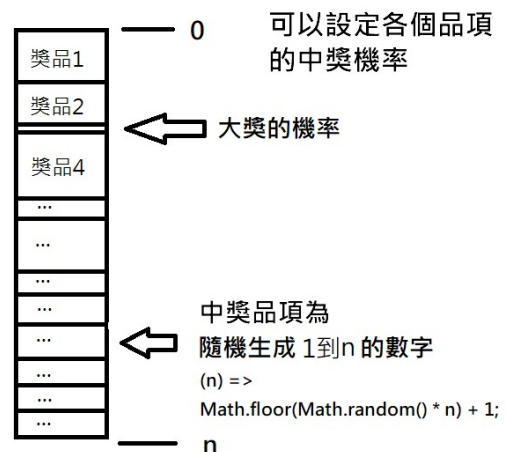 0
可以設定各個品項
的中獎機率
獎品1
獎品2
大獎的機率
獎品4
...
...
...
...
中獎品項為
隨機生成 1到n 的數字
...
(n) =>
Math.floor(Math.random() * n) + 1;
...
...
...
n